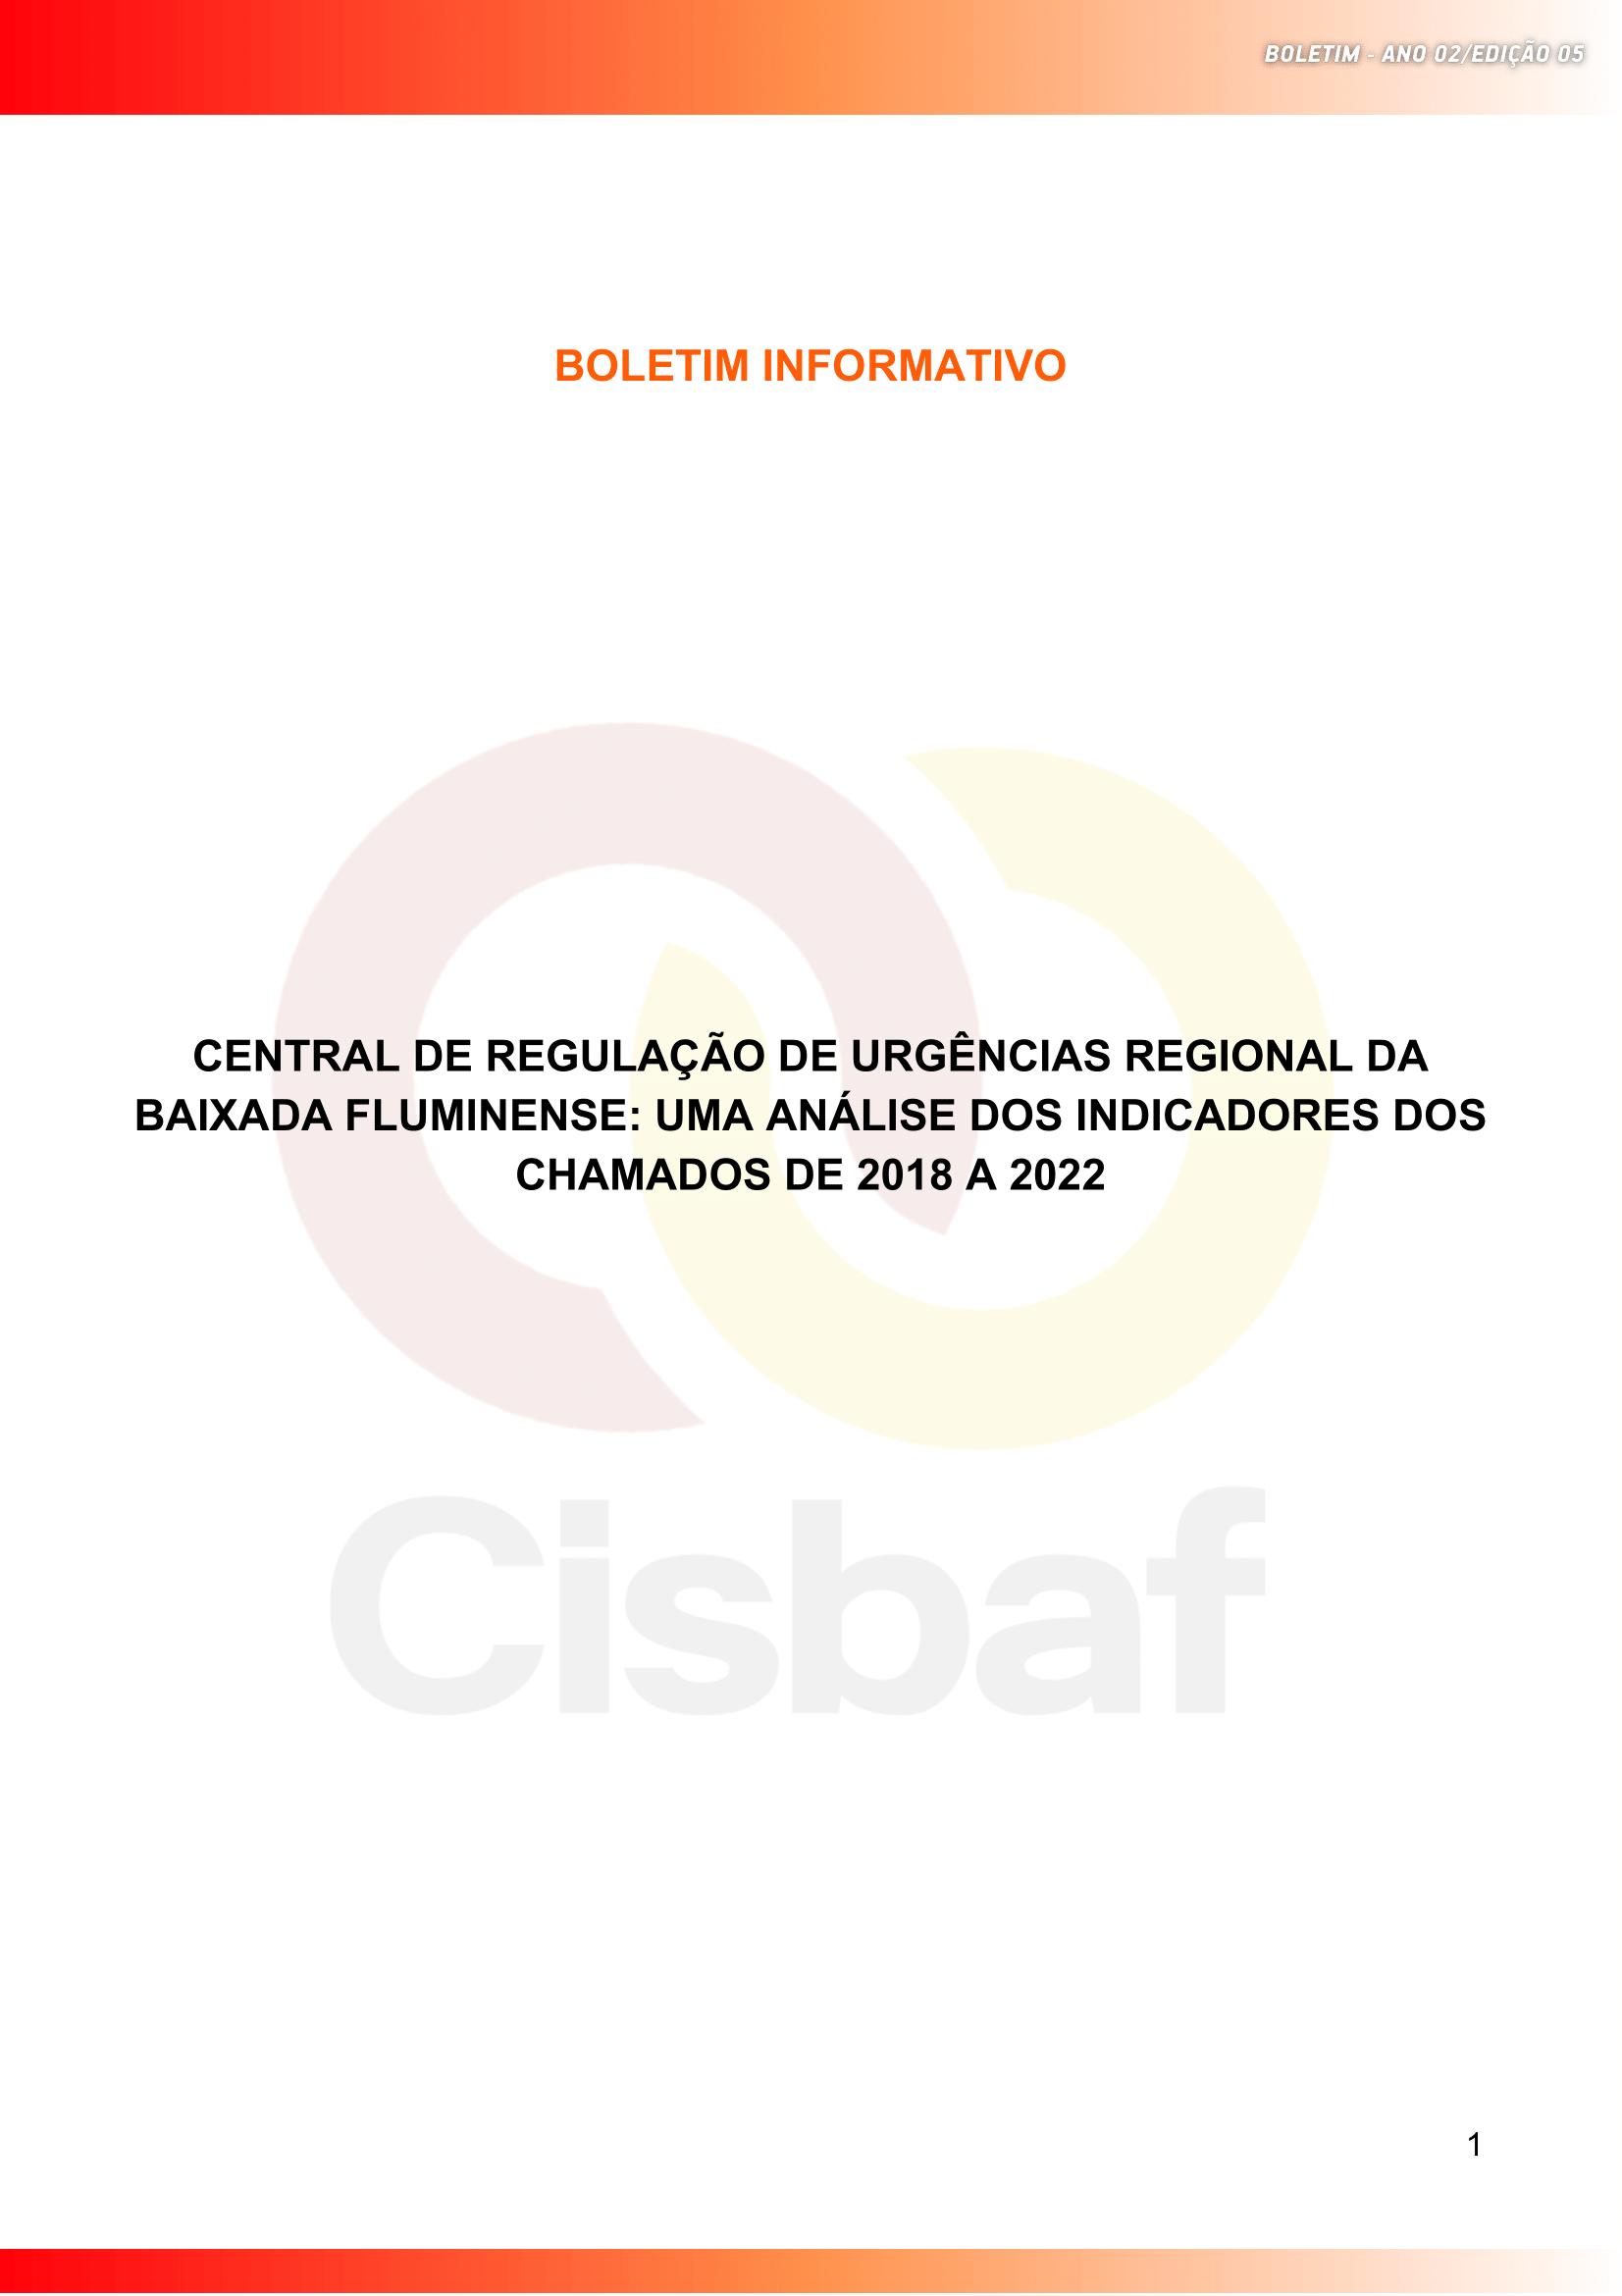 BOLETIM - ANO 02/EDIÇÃO 05
BOLETIM INFORMATIVO
CENTRAL DE REGULAÇÃO DE URGÊNCIAS REGIONAL DA
BAIXADA FLUMINENSE: UMA ANÁLISE DOS INDICADORES DOS
CHAMADOS DE 2018 A 2022
Cisbaf
1